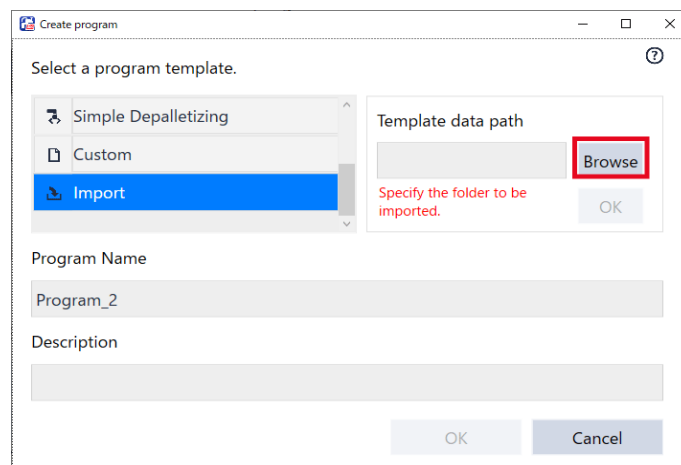 Create program
Select a program template.
Simple Depalletizing
Custom
Import
Template data path
Browse
Specify the folder to be
imported.
OK
Program Name
Program_2
Description
OK
Cancel